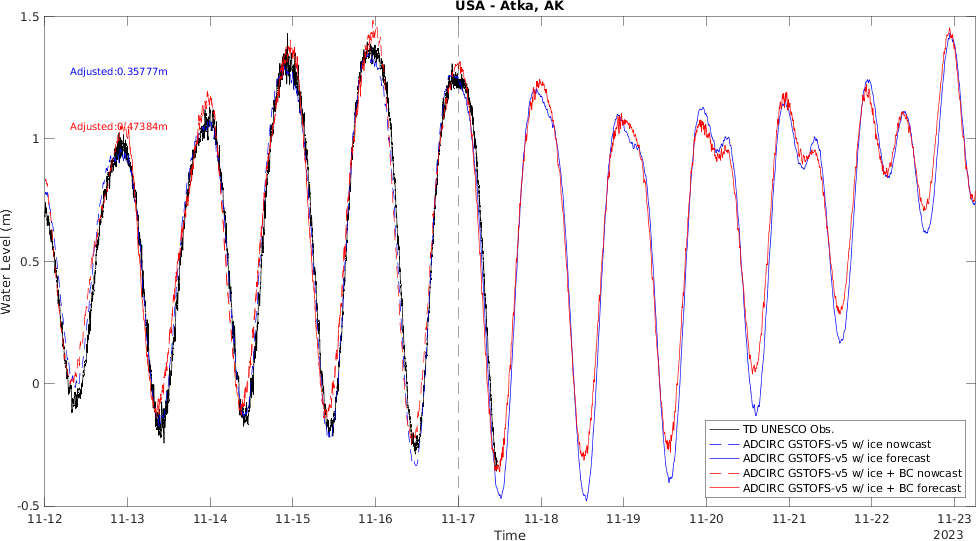 USA - Atka, AK
1.5
Adjusted:0.35777m
Adjusted:0.47384m
1
Water Level (m)
0.5
0
-0.5
TD UNESCO Obs.
ADCIRC GSTOFS-v5 w/ ice nowcast
ADCIRC GSTOFS-v5 w/ ice forecast
ADCIRC GSTOFS-v5 w/ ice + BC nowcast
ADCIRC GSTOFS-v5 w/ ice + BC forecast
11-12 11-13 11-14 11-15 11-16 11-17 11-18 11-19 11-20 11-21 11-22 11-23
Time
2023